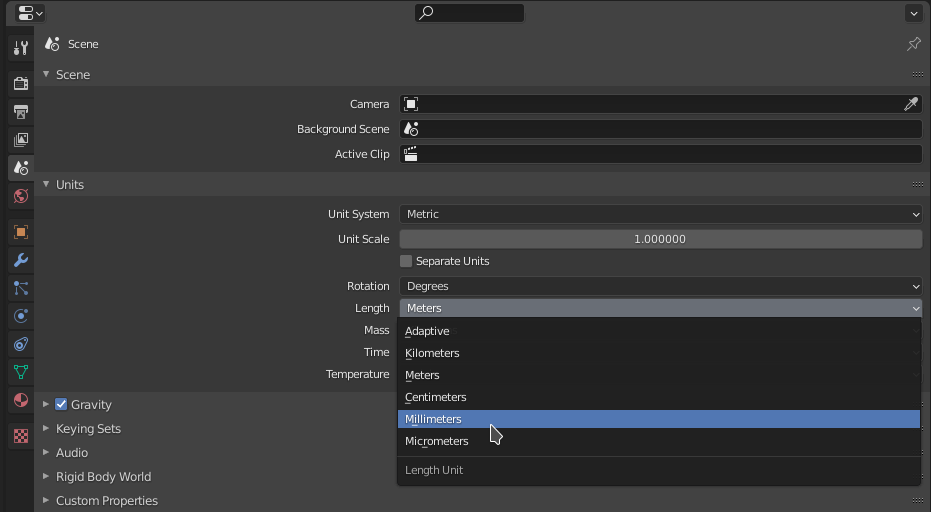 Scene
Scene
Camera
Background Scene
Active Clip
Units
Unit System Metric
Unit Scale 1.000000
Separate Units
Rotation Degrees
Length Meters
Mass Adaptive
Time Kilometers
Temperature Meters
Centimeters
Gravity
Millimeters
Keying Sets
Micrometers
Audio
Length Unit
Rigid Body World
Custom Properties